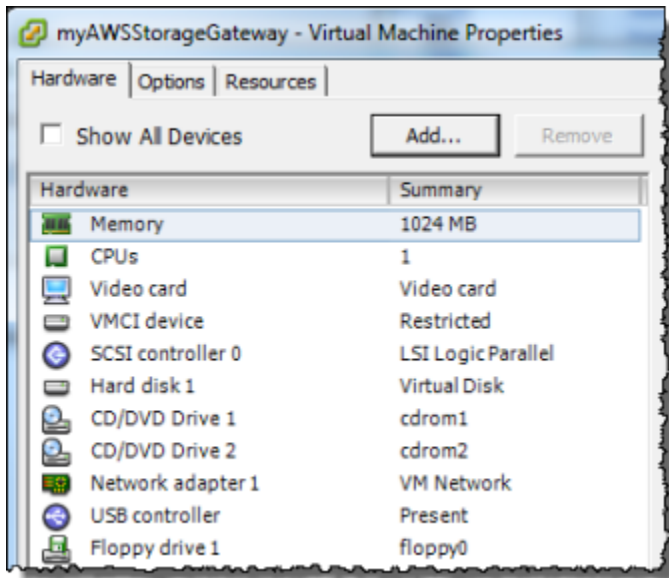 myAWSStorageGateway - Virtual Machine Properties
Hardware Options Resources
Show All Devices Add... Remove
Hardware Summary
Memory 1024 MB
CPUs 1
Video card Video card
VMCI device Restricted
SCSI controller 0 LSI Logic Parallel
Hard disk 1 Virtual Disk
CD/DVD Drive 1 cdrom1
CD/DVD Drive 2 cdrom2
Network adapter 1 VM Network
USB controller Present
Floppy drive 1 floppy0